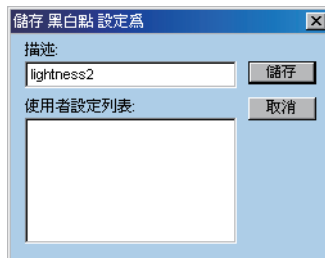 儲存 黑白點 設定為
描述:
lightness2
儲存
使用者設定列表:
取消